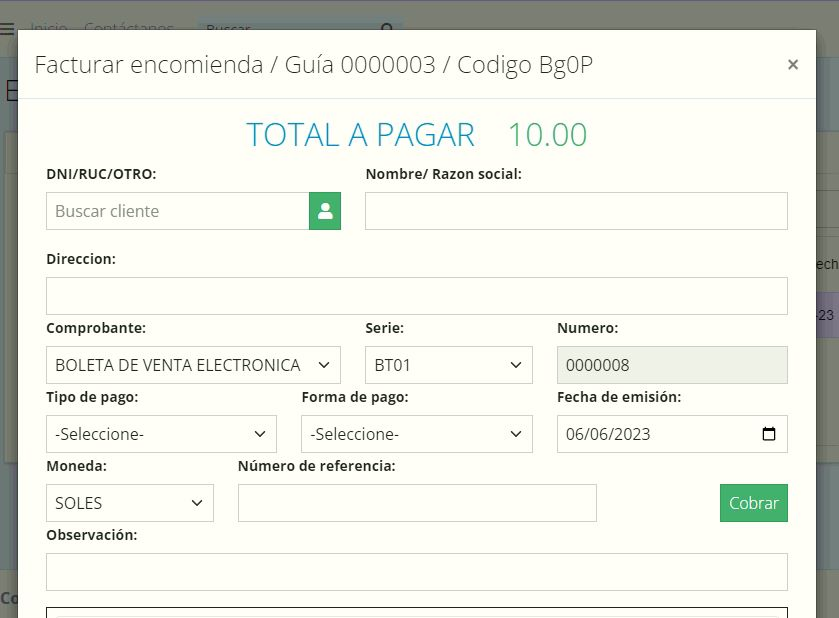 Inicio Contáctanos Buscar
Facturar encomienda / Guía 0000003 / Codigo Bg0P ×
TOTAL A PAGAR 10.00
DNI/RUC/OTRO: Nombre/ Razon social:
Buscar cliente
Direccion:
Comprobante: Serie: Numero:
BOLETA DE VENTA ELECTRONICA BT01 0000008
Tipo de pago: Forma de pago: Fecha de emisión:
-Seleccione- -Seleccione- 06/06/2023
Moneda: Número de referencia:
SOLES Cobrar
Observación: